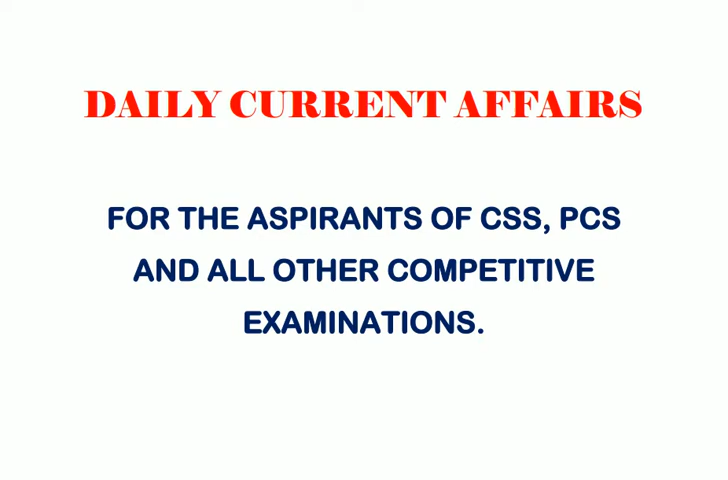 DAILY CURRENT AFFAIRS
FOR THE ASPIRANTS OF CSS, PCS
AND ALL OTHER COMPETITIVE
EXAMINATIONS.